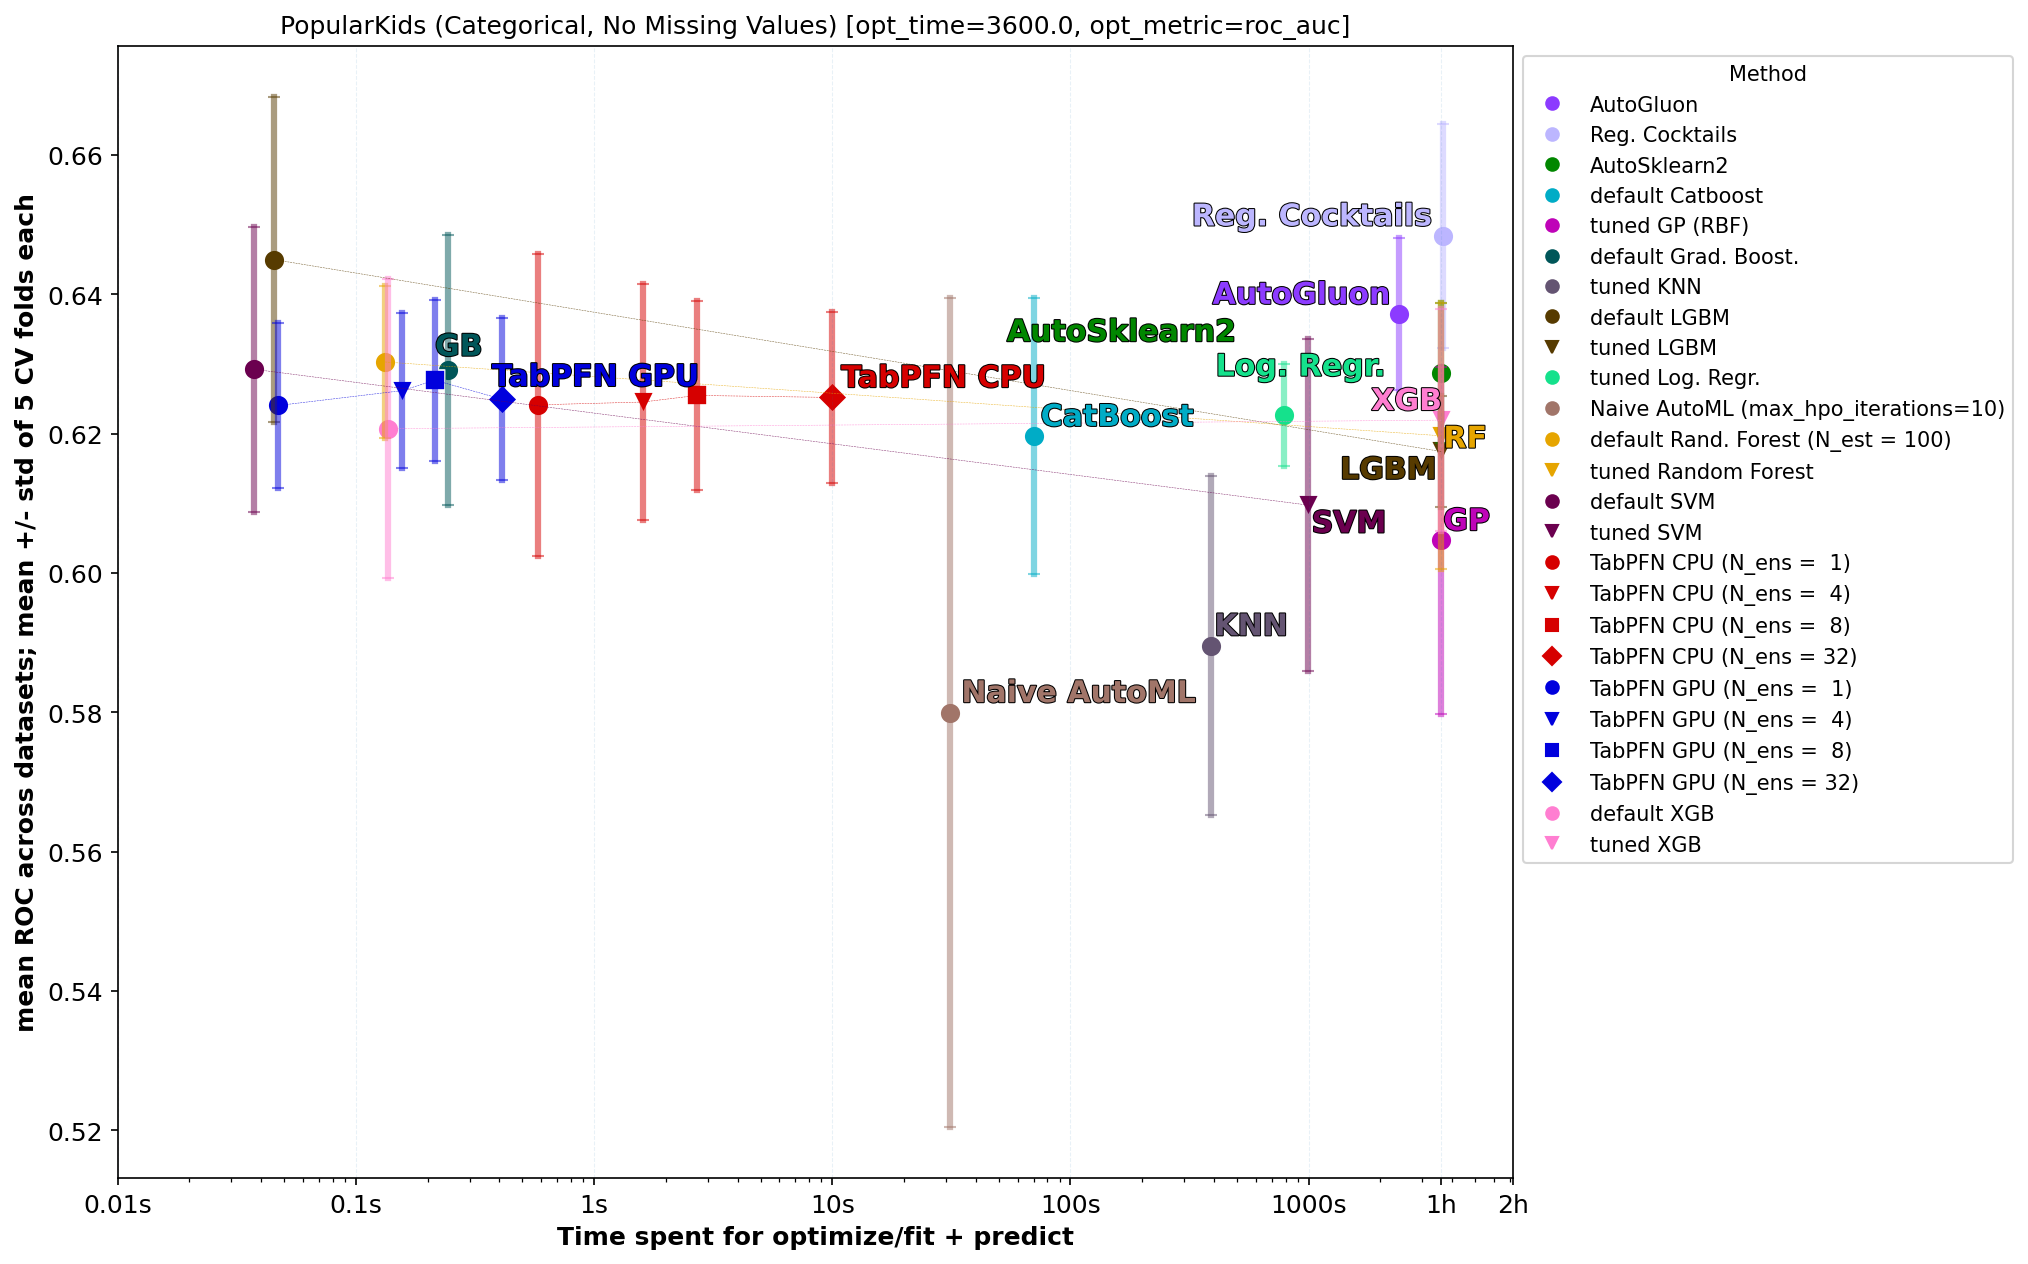 PopularKids (Categorical, No Missing Values) [opt_time=3600.0, opt_metric=roc_auc]
mean ROC across datasets; mean +/- std of 5 CV folds each
0.66
0.64
0.62
0.60
0.58
0.56
0.54
0.52
Reg. Cocktails
AutoGluon
AutoSklearn2
GB
Log. Regr.
TabPFN GPU
TabPFN CPU
XGB
CatBoost
RF
LGBM
SVM
GP
KNN
Naive AutoML
0.01s
0.1s
1s
10s
100s
1000s
1h
2h
Time spent for optimize/fit + predict
Method
AutoGluon
Reg. Cocktails
AutoSklearn2
default Catboost
tuned GP (RBF)
default Grad. Boost.
tuned KNN
default LGBM
tuned LGBM
tuned Log. Regr.
Naive AutoML (max_hpo_iterations=10)
default Rand. Forest (N_est = 100)
tuned Random Forest
default SVM
tuned SVM
TabPFN CPU (N_ens =  1)
TabPFN CPU (N_ens =  4)
TabPFN CPU (N_ens =  8)
TabPFN CPU (N_ens = 32)
TabPFN GPU (N_ens =  1)
TabPFN GPU (N_ens =  4)
TabPFN GPU (N_ens =  8)
TabPFN GPU (N_ens = 32)
default XGB
tuned XGB